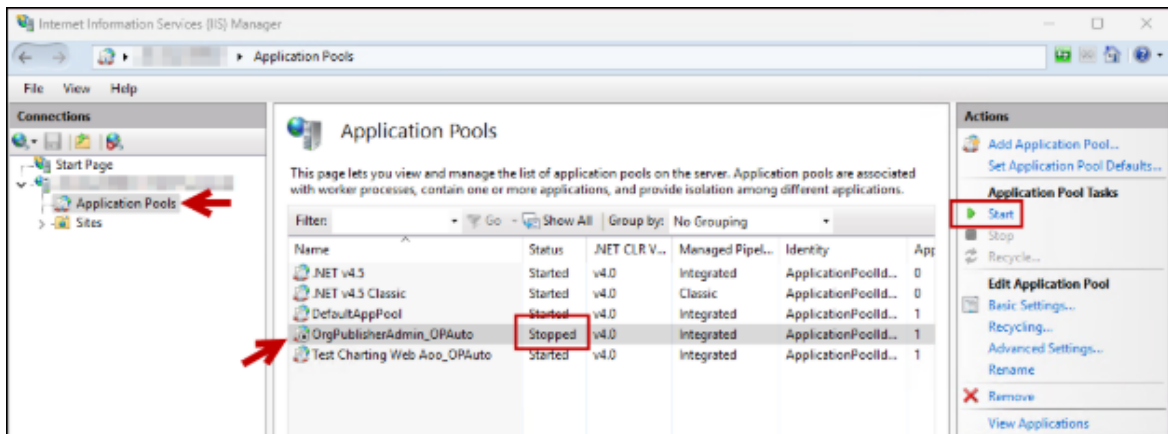 Internet Information Services (IIS) Manager
Application Pools
File View Help
Connections
Start Page
Application Pools
Sites
Application Pools
This page lets you view and manage the list of application pools on the server. Application pools are associated
with worker processes, contain one or more applications, and provide isolation among different applications.
Filter: Go Show All Group by: No Grouping
Name Status .NET CLR V... Managed Pipel... Identity App
.NET v4.5 Started v4.0 Integrated ApplicationPoolId... 0
.NET v4.5 Classic Started v4.0 Classic ApplicationPoolId... 0
DefaultAppPool Started v4.0 Integrated ApplicationPoolId... 1
OrgPublisherAdmin_OPAuto Stopped v4.0 Integrated ApplicationPoolId... 1
Test Charting Web App_OPAuto Started v4.0 Integrated ApplicationPoolId... 1
Actions
Add Application Pool...
Set Application Pool Defaults...
Application Pool Tasks
Start
Stop
Recycle...
Edit Application Pool
Basic Settings...
Recycling...
Advanced Settings...
Rename
Remove
View Applications